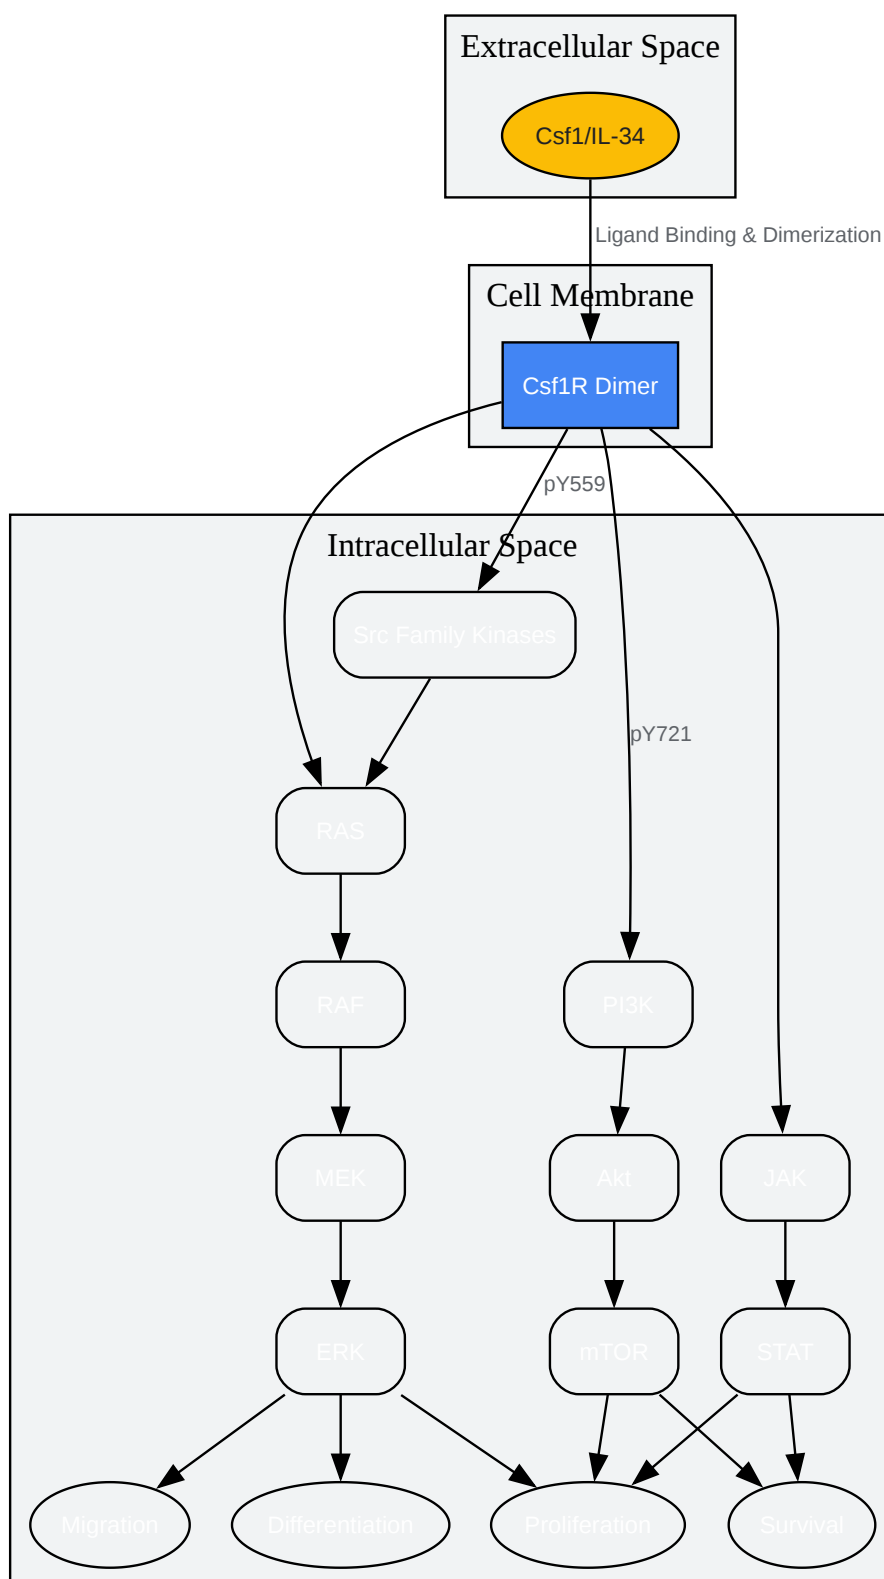 Extracellular Space
Csf1/IL-34
Ligand Binding & Dimerization
Cell Membrane
Csf1R Dimer
pY559
Intracellular Space
Src Family Kinases
pY721
RAS
RAF
PI3K
MEK
Akt
JAK
ERK
mTOR
STAT
Migration
Differentiation
Proliferation
Survival